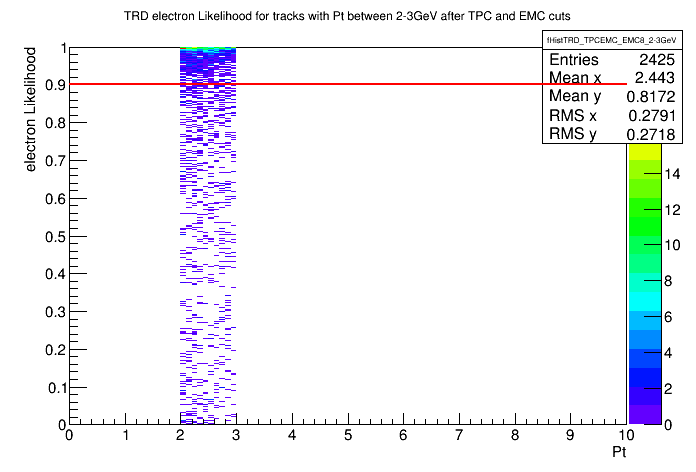 TRD electron Likelihood for tracks with Pt between 2-3GeV after TPC and EMC cuts
fHistTRD_TPCEMC_EMC8_2-3GeV
Entries 2425
Mean x 2.443
Mean y 0.8172
RMS x 0.2791
RMS y 0.2718
electron Likelihood
1
0.9
0.8
0.7
0.6
0.5
0.4
0.3
0.2
0.1
0
0 1 2 3 4 5 6 7 8 9 10
Pt
14
12
10
8
6
4
2
0